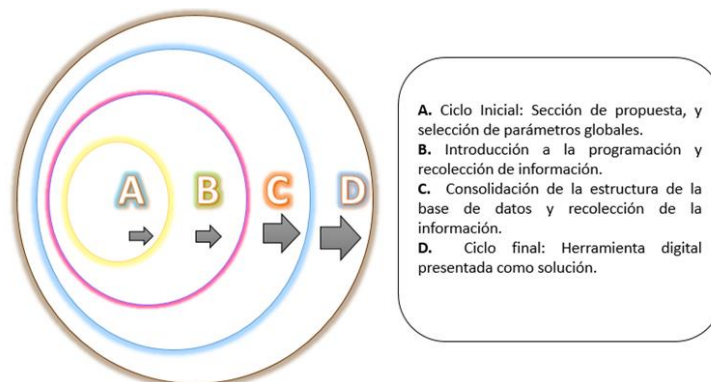 A B C D
A. Ciclo Inicial: Sección de propuesta, y
selección de parámetros globales.
B. Introducción a la programación y
recolección de información.
C. Consolidación de la estructura de la
base de datos y recolección de la
información.
D. Ciclo final: Herramienta digital
presentada como solución.